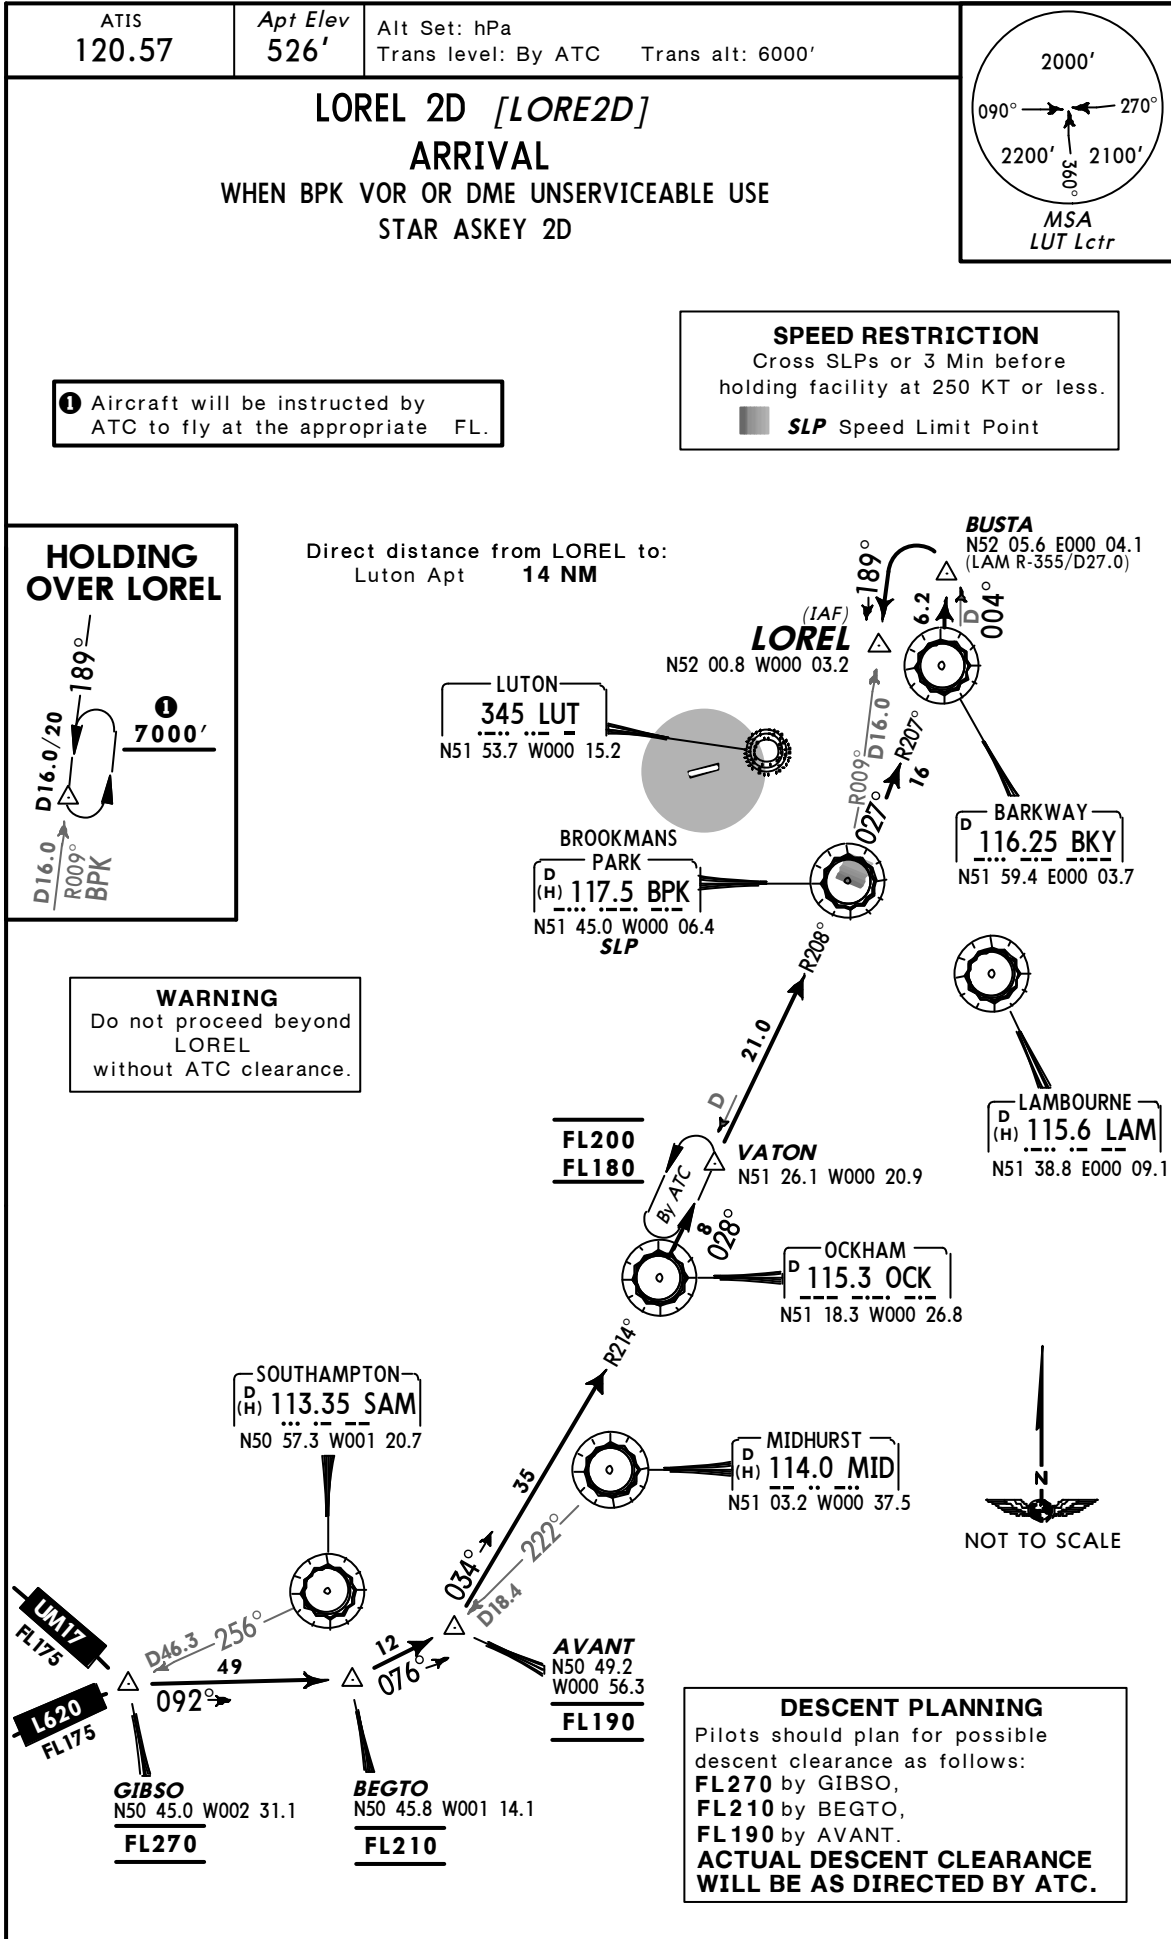 ATIS
120.57
Apt Elev
526'
Alt Set: hPa
Trans level: By ATC Trans alt: 6000'
2000'
090°
270°
2200'
2100'
360°
MSA
LUT Lctr
LOREL 2D [LORE2D]
ARRIVAL
WHEN BPK VOR OR DME UNSERVICEABLE USE
STAR ASKEY 2D
SPEED RESTRICTION
Cross SLPs or 3 Min before
holding facility at 250 KT or less.
SLP Speed Limit Point
1 Aircraft will be instructed by
ATC to fly at the appropriate FL.
HOLDING
OVER LOREL
189°
1
7000'
D16.0/20
D16.0
R009°
BPK
Direct distance from LOREL to:
Luton Apt 14 NM
BUSTA
N52 05.6 E000 04.1
(LAM R-355/D27.0)
189°
6.2
D
004°
(IAF)
LOREL
N52 00.8 W000 03.2
LUTON
345 LUT
N51 53.7 W000 15.2
R009°
D16.0
R207°
16
027°
BARKWAY
D 116.25 BKY
N51 59.4 E000 03.7
BROOKMANS
PARK
D
(H) 117.5 BPK
N51 45.0 W000 06.4
SLP
R208°
21.0
D
WARNING
Do not proceed beyond
LOREL
without ATC clearance.
LAMBOURNE
D
(H) 115.6 LAM
N51 38.8 E000 09.1
FL200
FL180
VATON
N51 26.1 W000 20.9
By ATC
8
028°
OCKHAM
D 115.3 OCK
N51 18.3 W000 26.8
R214°
SOUTHAMPTON
D
(H) 113.35 SAM
N50 57.3 W001 20.7
35
MIDHURST
D
(H) 114.0 MID
N51 03.2 W000 37.5
N
NOT TO SCALE
034°
222°
D18.4
UM17
FL175
L620
FL175
D46.3
256°
49
092°
12
076°
AVANT
N50 49.2
W000 56.3
FL190
GIBSO
N50 45.0 W002 31.1
FL270
BEGTO
N50 45.8 W001 14.1
FL210
DESCENT PLANNING
Pilots should plan for possible
descent clearance as follows:
FL270 by GIBSO,
FL210 by BEGTO,
FL190 by AVANT.
ACTUAL DESCENT CLEARANCE
WILL BE AS DIRECTED BY ATC.